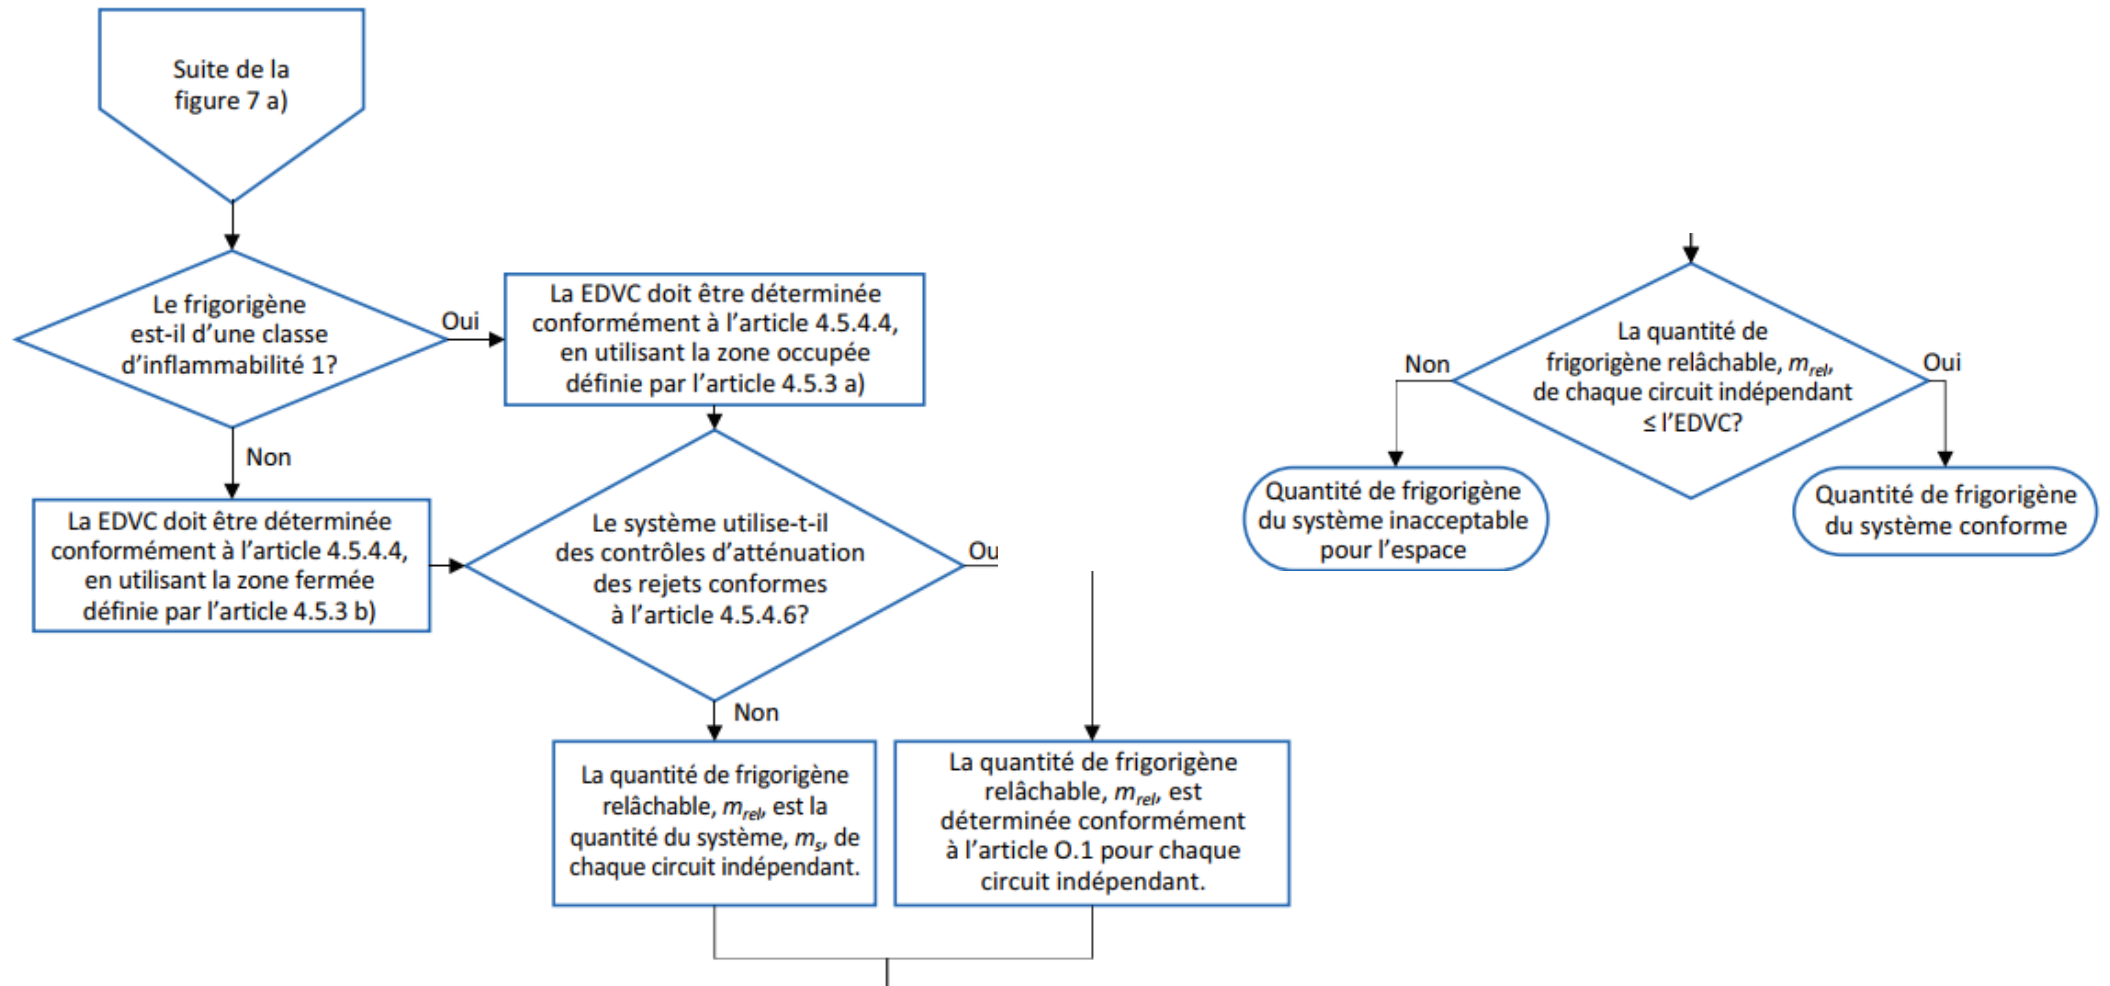 Suite de la
figure 7 a)
Le frigorigène
est-il d’une classe
d’inflammabilité 1?
Oui
La EDVC doit être déterminée
conformément à l’article 4.5.4.4,
en utilisant la zone occupée
définie par l’article 4.5.3 a)
Non
La EDVC doit être déterminée
conformément à l’article 4.5.4.4,
en utilisant la zone fermée
définie par l’article 4.5.3 b)
Le système utilise-t-il
des contrôles d’atténuation
des rejets conformes
à l’article 4.5.4.6?
Ou
Non
La quantité de frigorigène
relâchable, mrel, est la
quantité du système, ms, de
chaque circuit indépendant.
La quantité de frigorigène
relâchable, mrel, est
déterminée conformément
à l’article O.1 pour chaque
circuit indépendant.
La quantité de
frigorigène relâchable, mrel,
de chaque circuit indépendant
≤ l’EDVC?
Non
Oui
Quantité de frigorigène
du système inacceptable
pour l’espace
Quantité de frigorigène
du système conforme